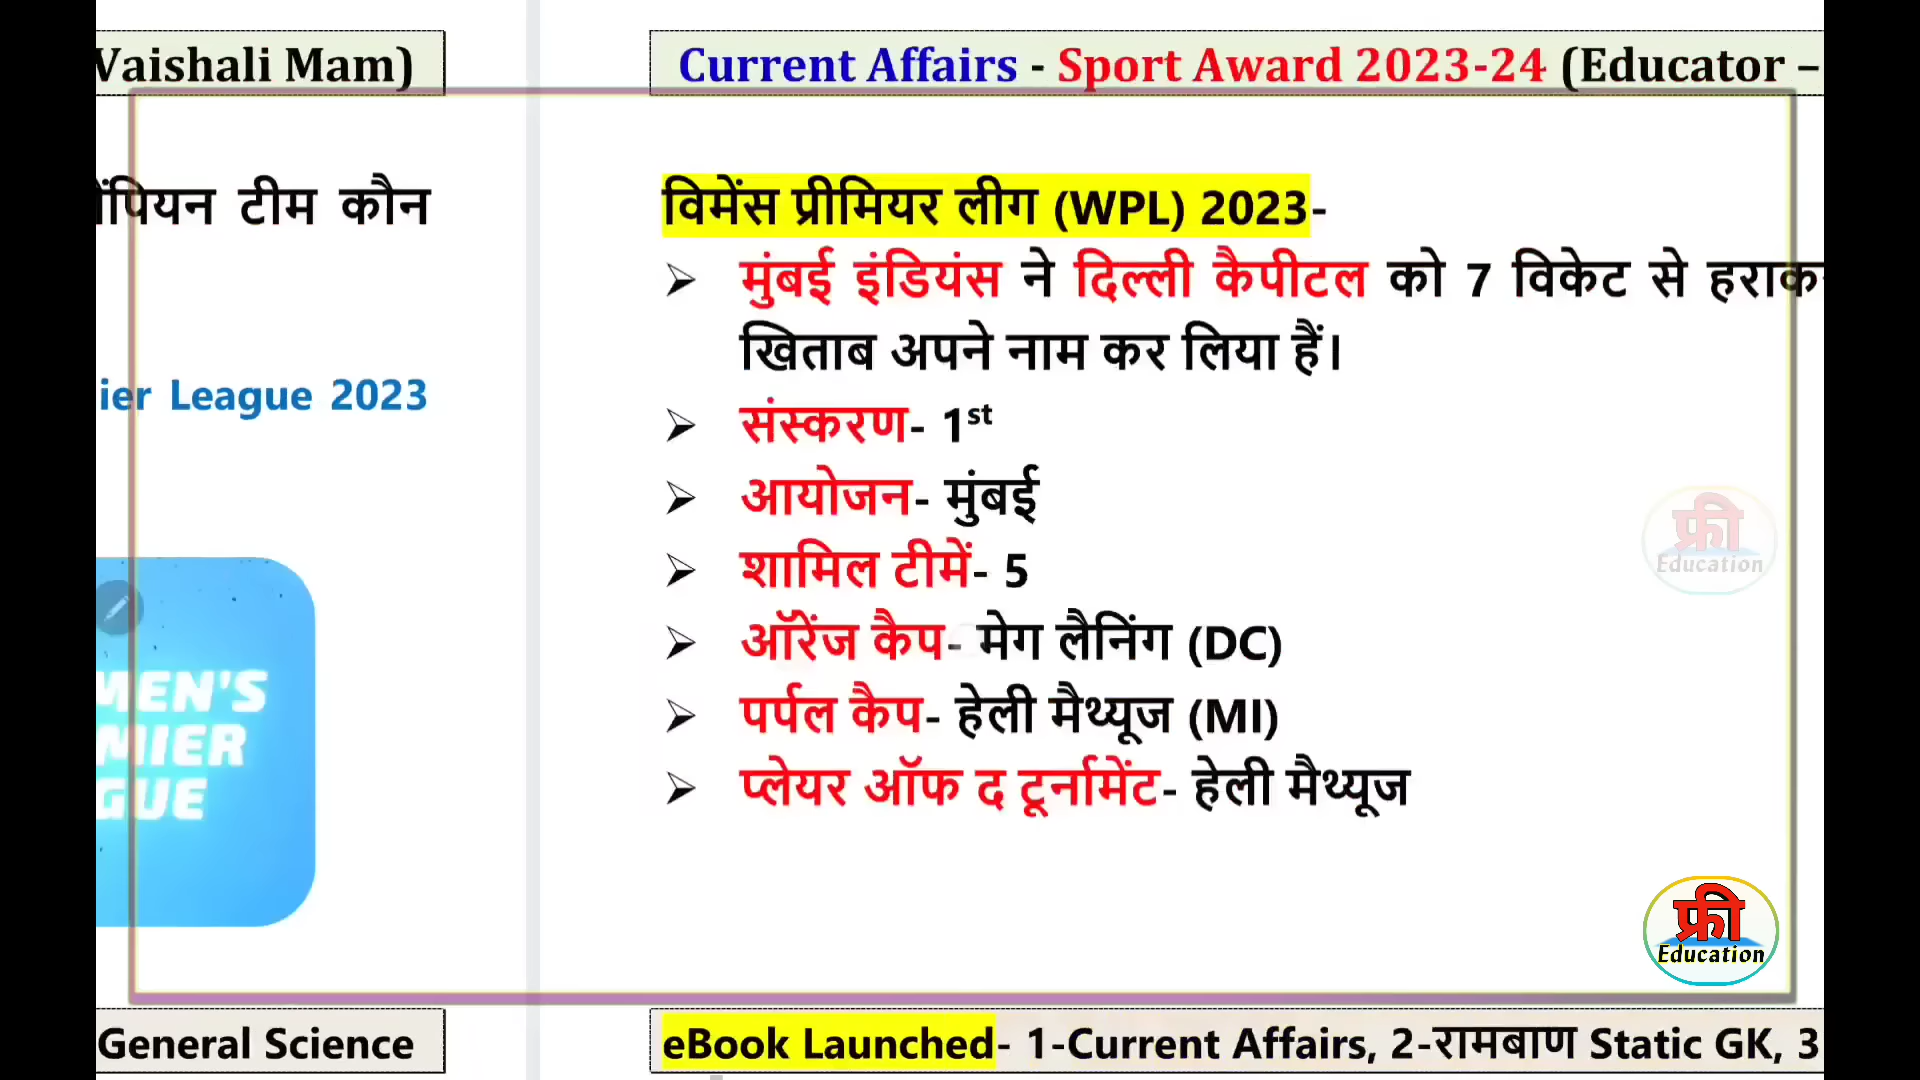 Vaishali Mam)
Current Affairs - Sport Award 2023-24 (Educator –
टीम कौन
League 2023
विमेंस प्रीमियर लीग (WPL) 2023-
➢ मुंबई इंडियंस ने दिल्ली कैपीटल को 7 विकेट से हराकर
खिताब अपने नाम कर लिया हैं।
➢ संस्करण- 1st
➢ आयोजन- मुंबई
➢ शामिल टीमें- 5
➢ ऑरेंज कैप- मेग लैनिंग (DC)
➢ पर्पल कैप- हेली मैथ्यूज (MI)
➢ प्लेयर ऑफ द टूर्नामेंट- हेली मैथ्यूज
MEN'S
MIER
GUE
फ्री
Education
फ्री
Education
General Science
eBook Launched- 1-Current Affairs, 2-रामबाण Static GK, 3